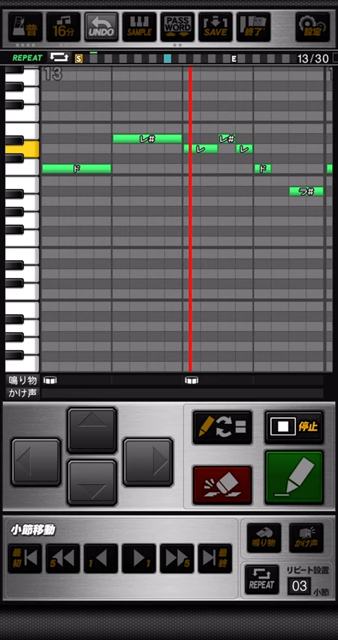 昔 16分 UNDO SAMPLE PASS WORD SAVE 終了 設定
REPEAT S E 13/30
13
レ# レ#
レ レ
ド ド
ラ#
鳴り物
かけ声
停止
小節移動
最初 5 1 1 5 最終
鳴り物 かけ声
リピート設置
REPEAT 03 小節